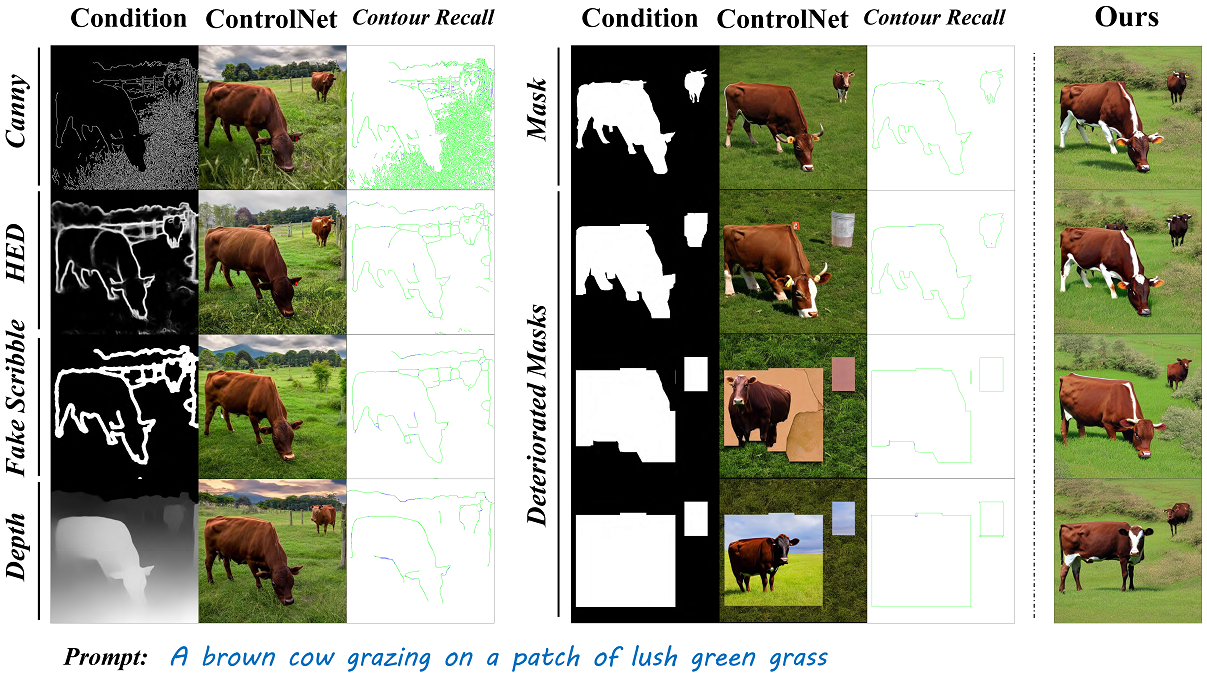 Condition ControlNet Contour Recall Condition ControlNet Contour Recall Ours
Canny
HED
Fake Scribble
Depth
Mask
Deteriorated Masks
Prompt: A brown cow grazing on a patch of lush green grass